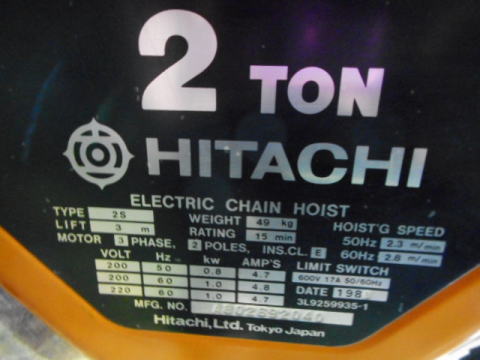 2 TON
HITACHI
ELECTRIC CHAIN HOIST
TYPE 2S WEIGHT 49 kg HOIST'G SPEED
LIFT 3 m RATING 15 min 50Hz 2.3 m/min
MOTOR 3 PHASE, 2 POLES, INS.CL. E 60Hz 2.8 m/min
VOLT Hz kw AMP'S LIMIT SWITCH
200 50 0.8 4.7 600V 17A 50/60Hz
200 60 1.0 4.8 DATE 198
220 60 1.0 4.7 3L9259935-1
MFG. NO.
Hitachi, Ltd. Tokyo Japan